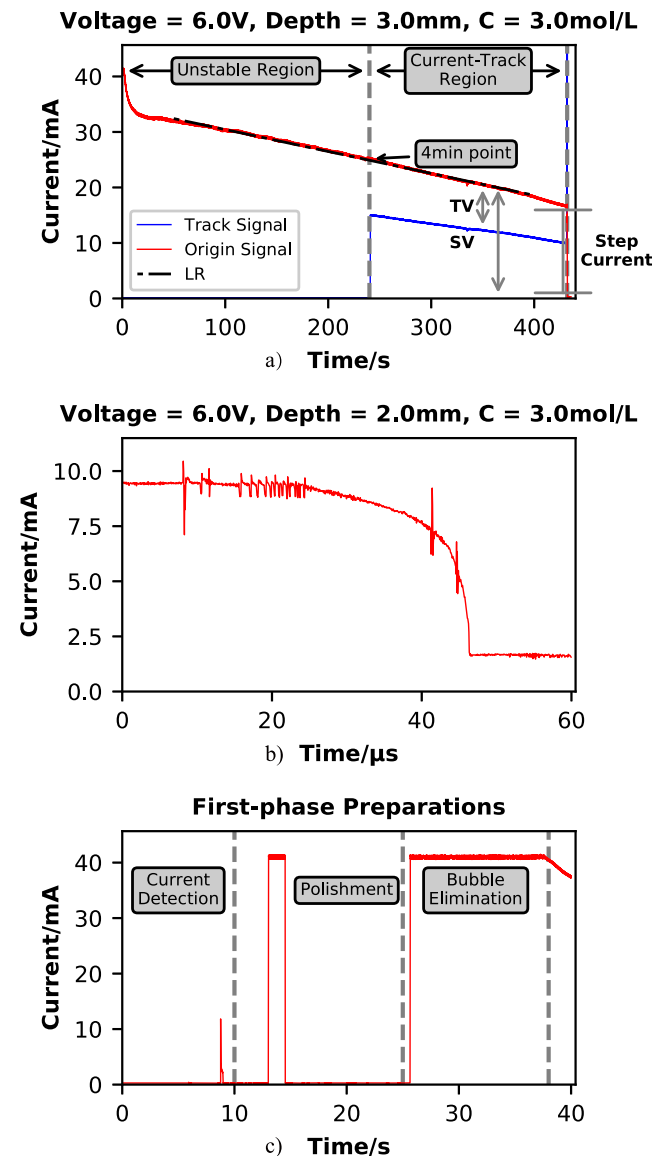 Voltage = 6.0V, Depth = 3.0mm, C = 3.0mol/L
Current/mA
40
30
20
10
0
Unstable Region
Current-Track
Region
4min point
TV
SV
Step
Current
Track Signal
Origin Signal
LR
0
100
200
300
400
a)
Time/s
Voltage = 6.0V, Depth = 2.0mm, C = 3.0mol/L
Current/mA
10.0
7.5
5.0
2.5
0.0
0
20
40
60
b)
Time/μs
First-phase Preparations
Current/mA
40
30
20
10
0
Current
Detection
Polishment
Bubble
Elimination
0
10
20
30
40
c)
Time/s